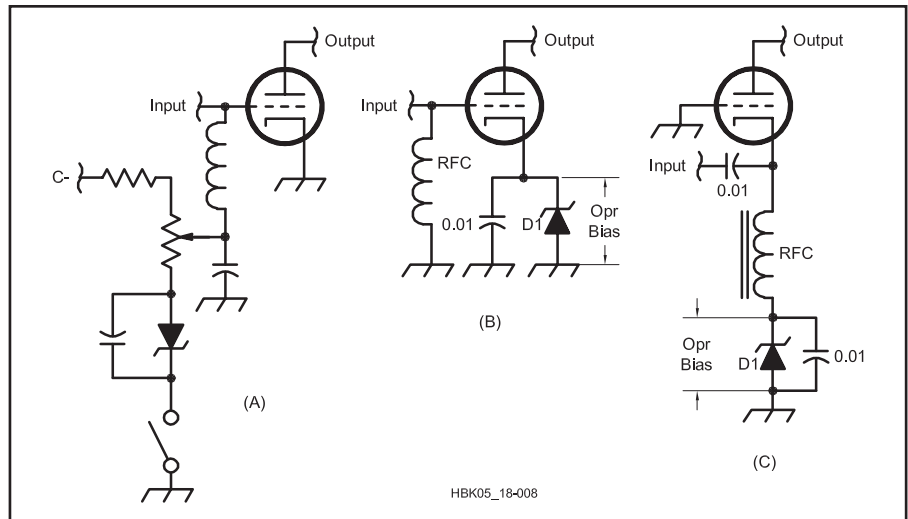 Output
Input
C-
(A)
Output
Input
RFC
0.01
D1
Opr
Bias
(B)
Output
Input
0.01
RFC
Opr
Bias
D1
0.01
(C)
HBK05_18-008